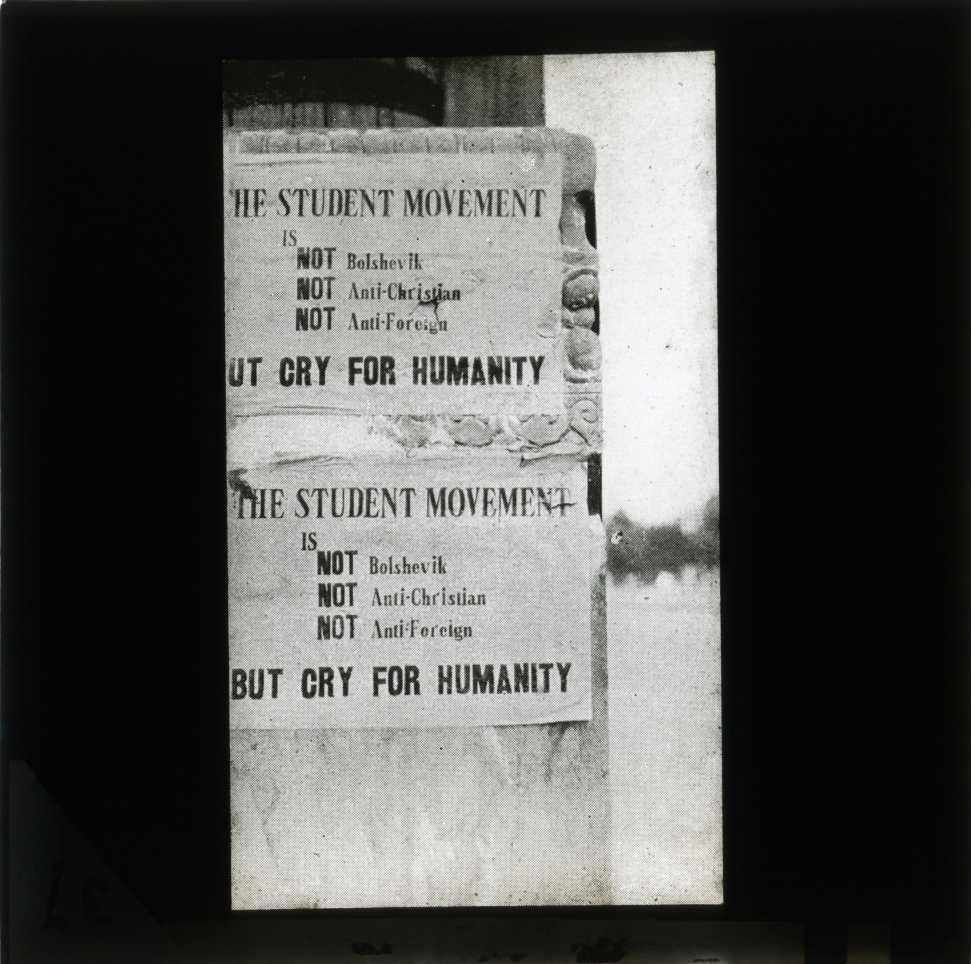 HE STUDENT MOVEMENT
IS
NOT Bolshevik
NOT Anti-Christian
NOT Anti-Foreign
UT CRY FOR HUMANITY
THE STUDENT MOVEMENT
IS
NOT Bolshevik
NOT Anti-Christian
NOT Anti-Foreign
BUT CRY FOR HUMANITY